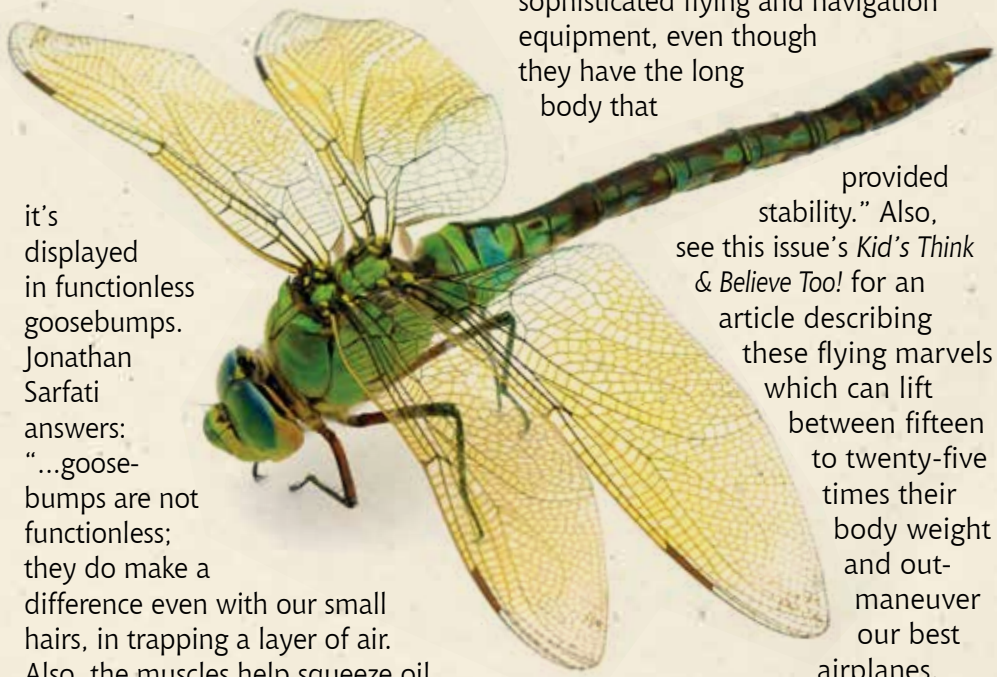 it's
displayed
in functionless
goosebumps.
Jonathan
Sarfati
answers:
“...goose-
bumps are not
functionless;
they do make a
difference even with our small
hairs, in trapping a layer of air.
Also, the muscles help squeeze oil
sophisticated flying and navigation
equipment, even though
they have the long
body that
provided
stability.” Also,
see this issue’s Kid’s Think
& Believe Too! for an
article describing
these flying marvels
which can lift
between fifteen
to twenty-five
times their
body weight
and out-
maneuver
our best
airplanes